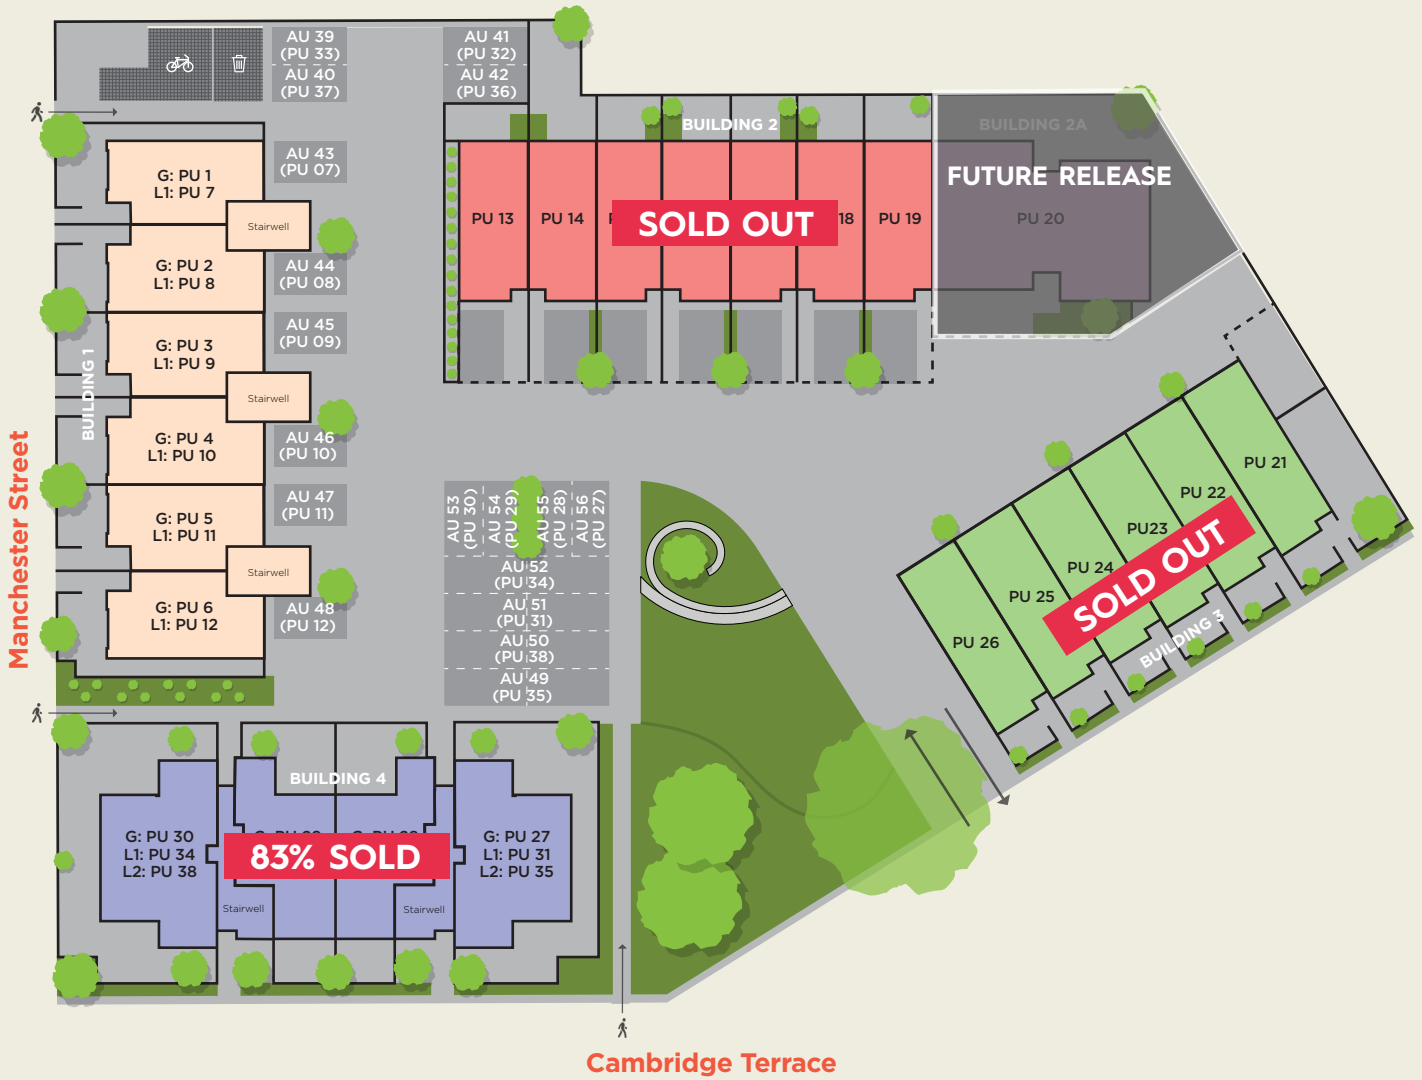 AU 39
(PU 33)
AU 40
(PU 37)
AU 41
(PU 32)
AU 42
(PU 36)
BUILDING 2
BUILDING 2A
FUTURE RELEASE
PU 20
PU 13
PU 14
SOLD OUT
18
PU 19
G: PU 1
L1: PU 7
Stairwell
AU 43
(PU 07)
G: PU 2
L1: PU 8
AU 44
(PU 08)
G: PU 3
L1: PU 9
AU 45
(PU 09)
BUILDING 1
Stairwell
G: PU 4
L1: PU 10
AU 46
(PU 10)
G: PU 5
L1: PU 11
AU 47
(PU 11)
Stairwell
G: PU 6
L1: PU 12
AU 48
(PU 12)
Manchester Street
AU 53
(PU 30)
AU 54
(PU 29)
AU 55
(PU 28)
AU 56
(PU 27)
AU 52
(PU 34)
AU 51
(PU 31)
AU 50
(PU 38)
AU 49
(PU 35)
PU 21
PU 22
PU23
PU 24
PU 25
PU 26
SOLD OUT
BUILDING 3
BUILDING 4
G: PU 30
L1: PU 34
L2: PU 38
83% SOLD
G: PU 27
L1: PU 31
L2: PU 35
Stairwell
Stairwell
Cambridge Terrace